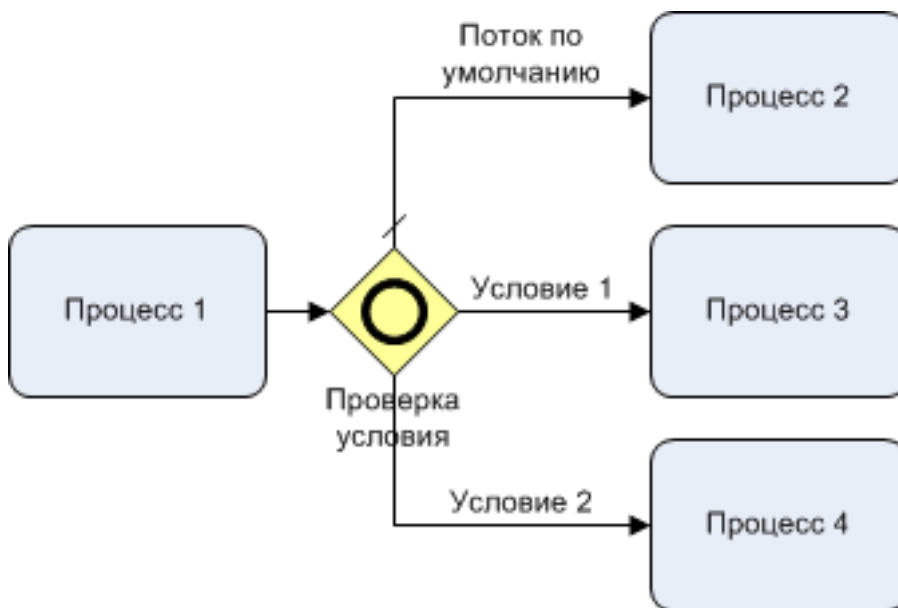 Поток по
умолчанию
Процесс 2
Процесс 1
Условие 1
Процесс 3
Проверка
условия
Условие 2
Процесс 4